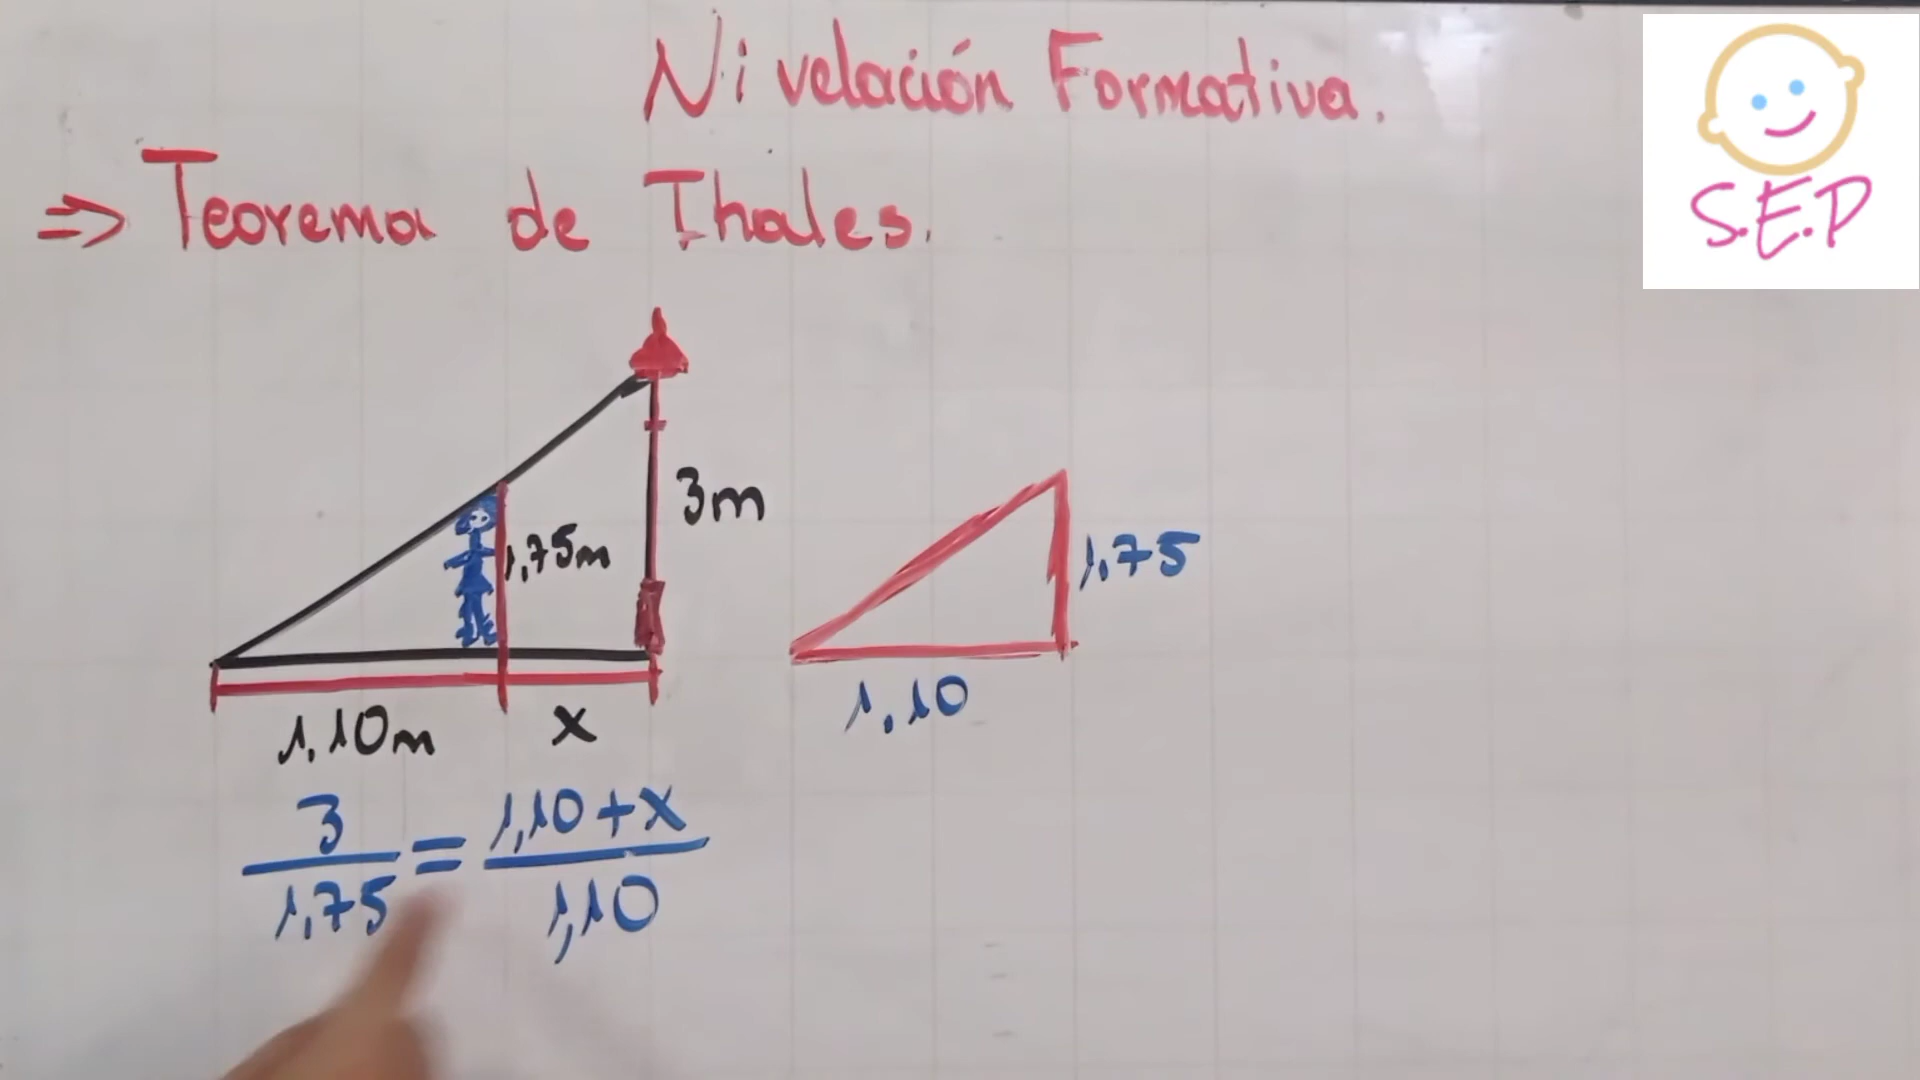 Nivelación Formativa.
S.E.P
⇒ Teorema de Thales.
3m
1,75m
1,75
1,10m
x
1,10
3/1,75 = 1,10+x/1,10